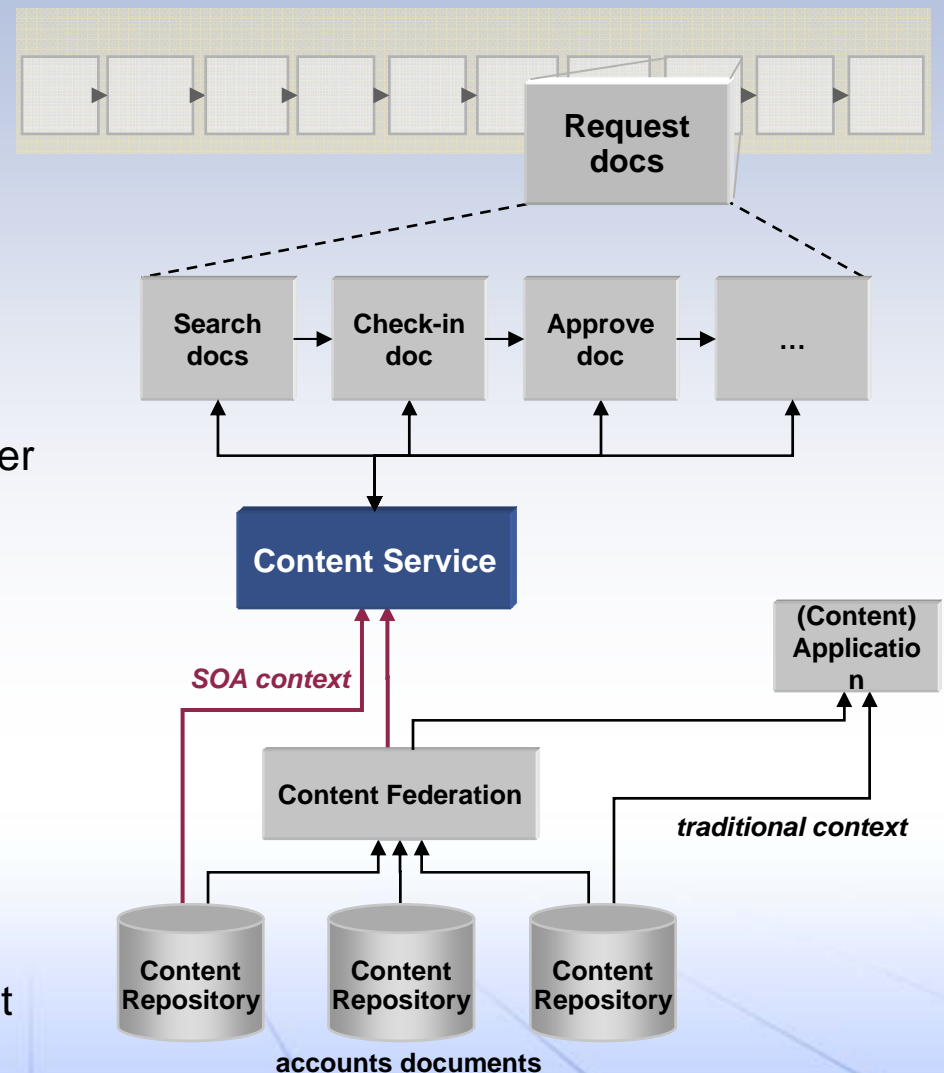 Request
docs
Search
docs
Check-in
doc
Approve
doc
...
er
Content Service
(Content)
Applicatio
n
SOA context
Content Federation
traditional context
Content
Repository
Content
Repository
Content
Repository
t
accounts documents